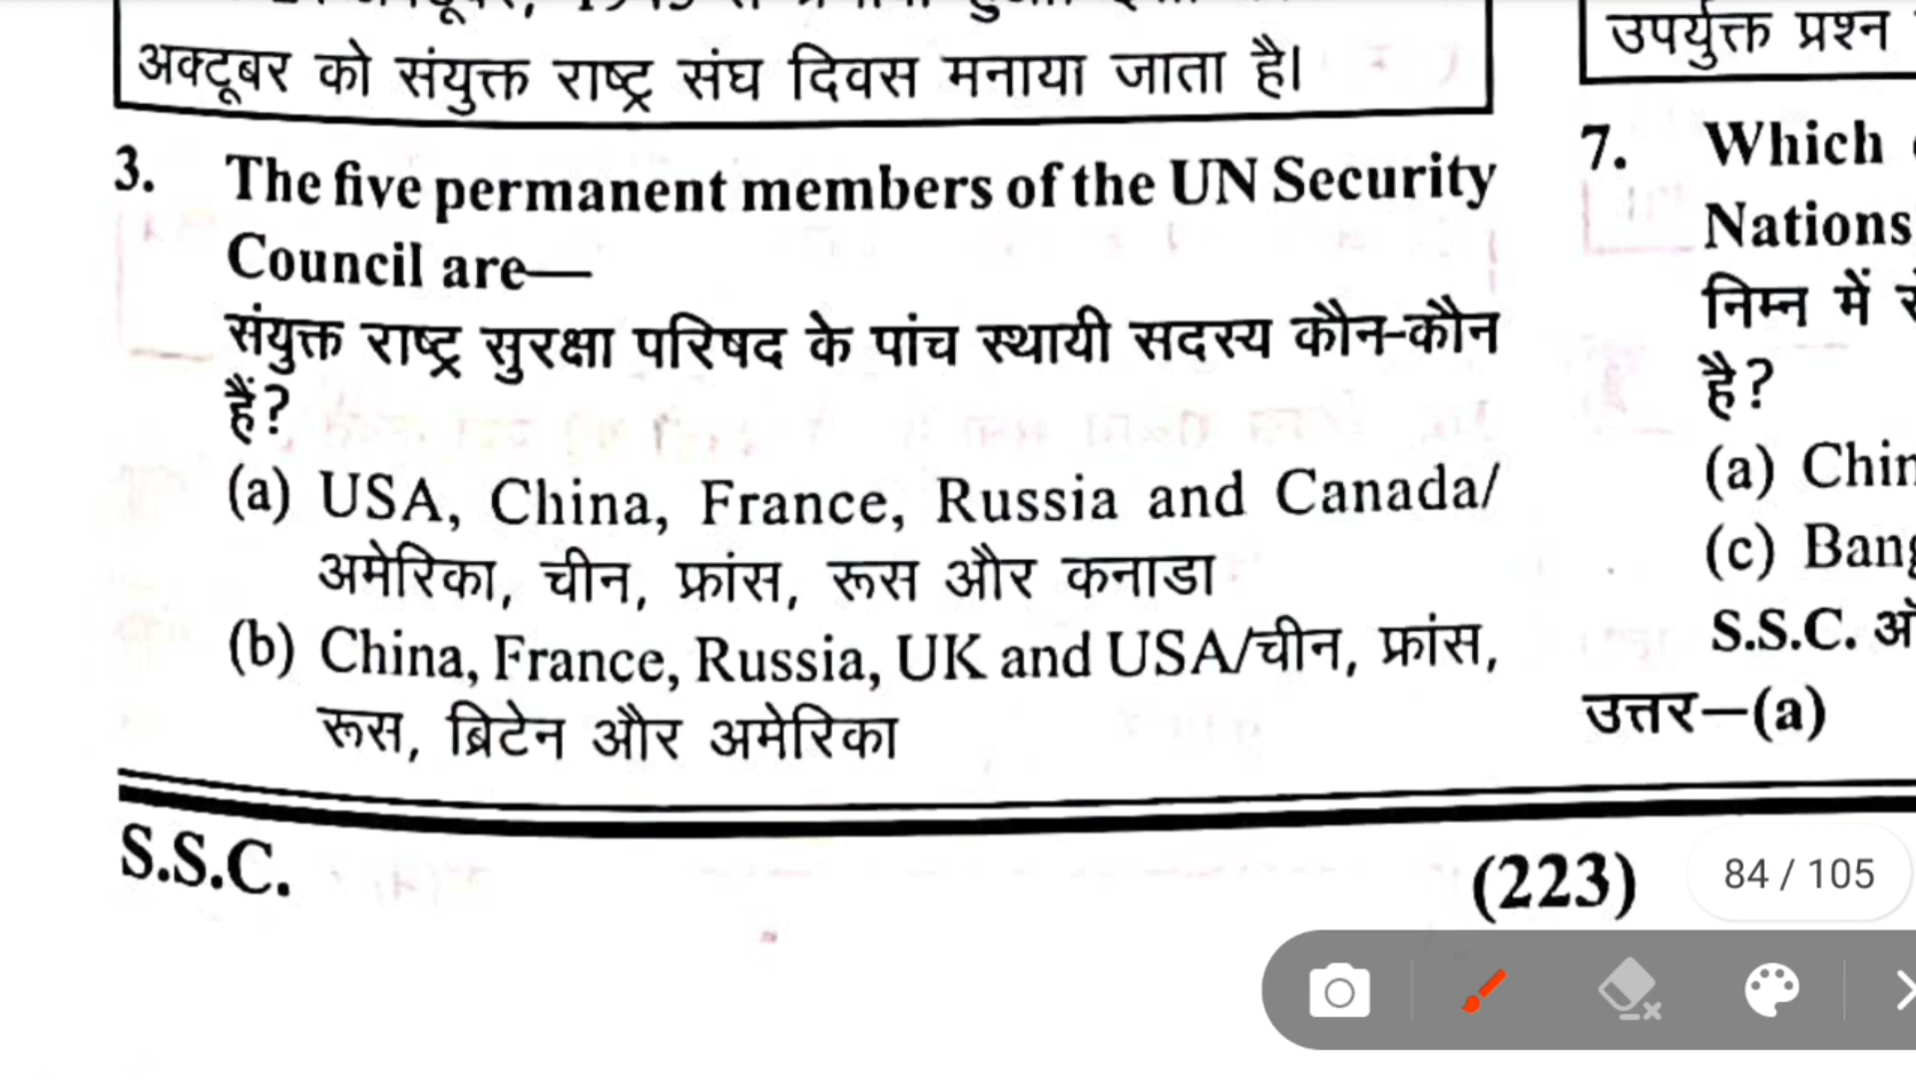 अक्टूबर को संयुक्त राष्ट्र संघ दिवस मनाया जाता है।
3. The five permanent members of the UN Security
Council are—
संयुक्त राष्ट्र सुरक्षा परिषद के पांच स्थायी सदस्य कौन-कौन
हैं?
(a) USA, China, France, Russia and Canada/
अमेरिका, चीन, फ्रांस, रूस और कनाडा
(b) China, France, Russia, UK and USA/चीन, फ्रांस,
रूस, ब्रिटेन और अमेरिका
उपर्युक्त प्रश्न
7. Which
Nations
निम्न में
है?
(a)
(c)
S.S.C.
उत्तर–(a)
S.S.C.
(223)
84 / 105